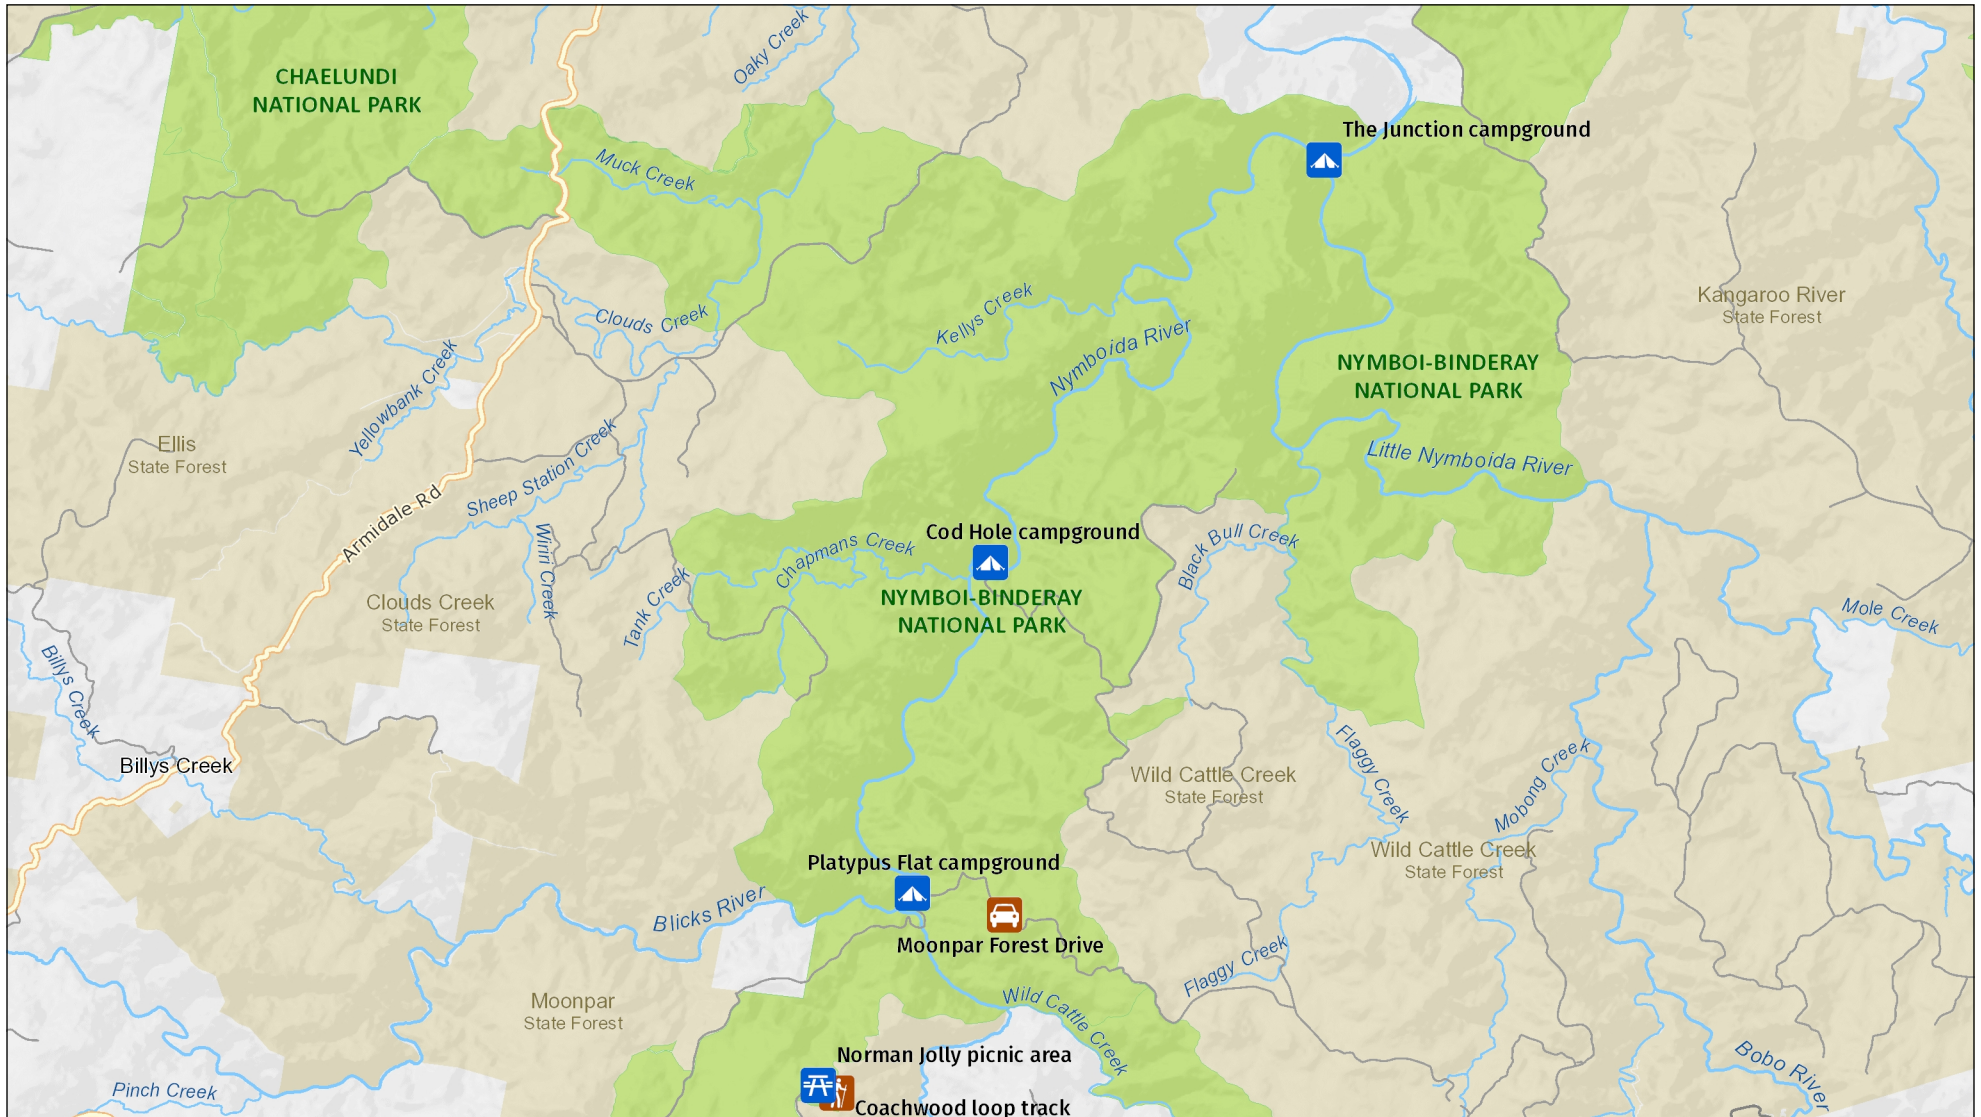 Oaky Creek
CHAELUNDI
NATIONAL PARK
The Junction campground
Muck Creek
Kellys Creek
Clouds Creek
Kangaroo River
State Forest
Nymboida River
NYMBOI-BINDERAY
NATIONAL PARK
Yellowbank Creek
Ellis
State Forest
Little Nymboida River
Sheep Station Creek
Armidale Rd
Cod Hole campground
Black Bull Creek
Chapmans Creek
Wiriri Creek
Tank Creek
NYMBOI-BINDERAY
NATIONAL PARK
Clouds Creek
State Forest
Mole Creek
Billys Creek
Billys Creek
Flaggy Creek
Wild Cattle Creek
State Forest
Mobong Creek
Wild Cattle Creek
State Forest
Platypus Flat campground
Blicks River
Moonpar Forest Drive
Flaggy Creek
Moonpar
State Forest
Wild Cattle Creek
Norman Jolly picnic area
Bobo River
Pinch Creek
Coachwood loop track